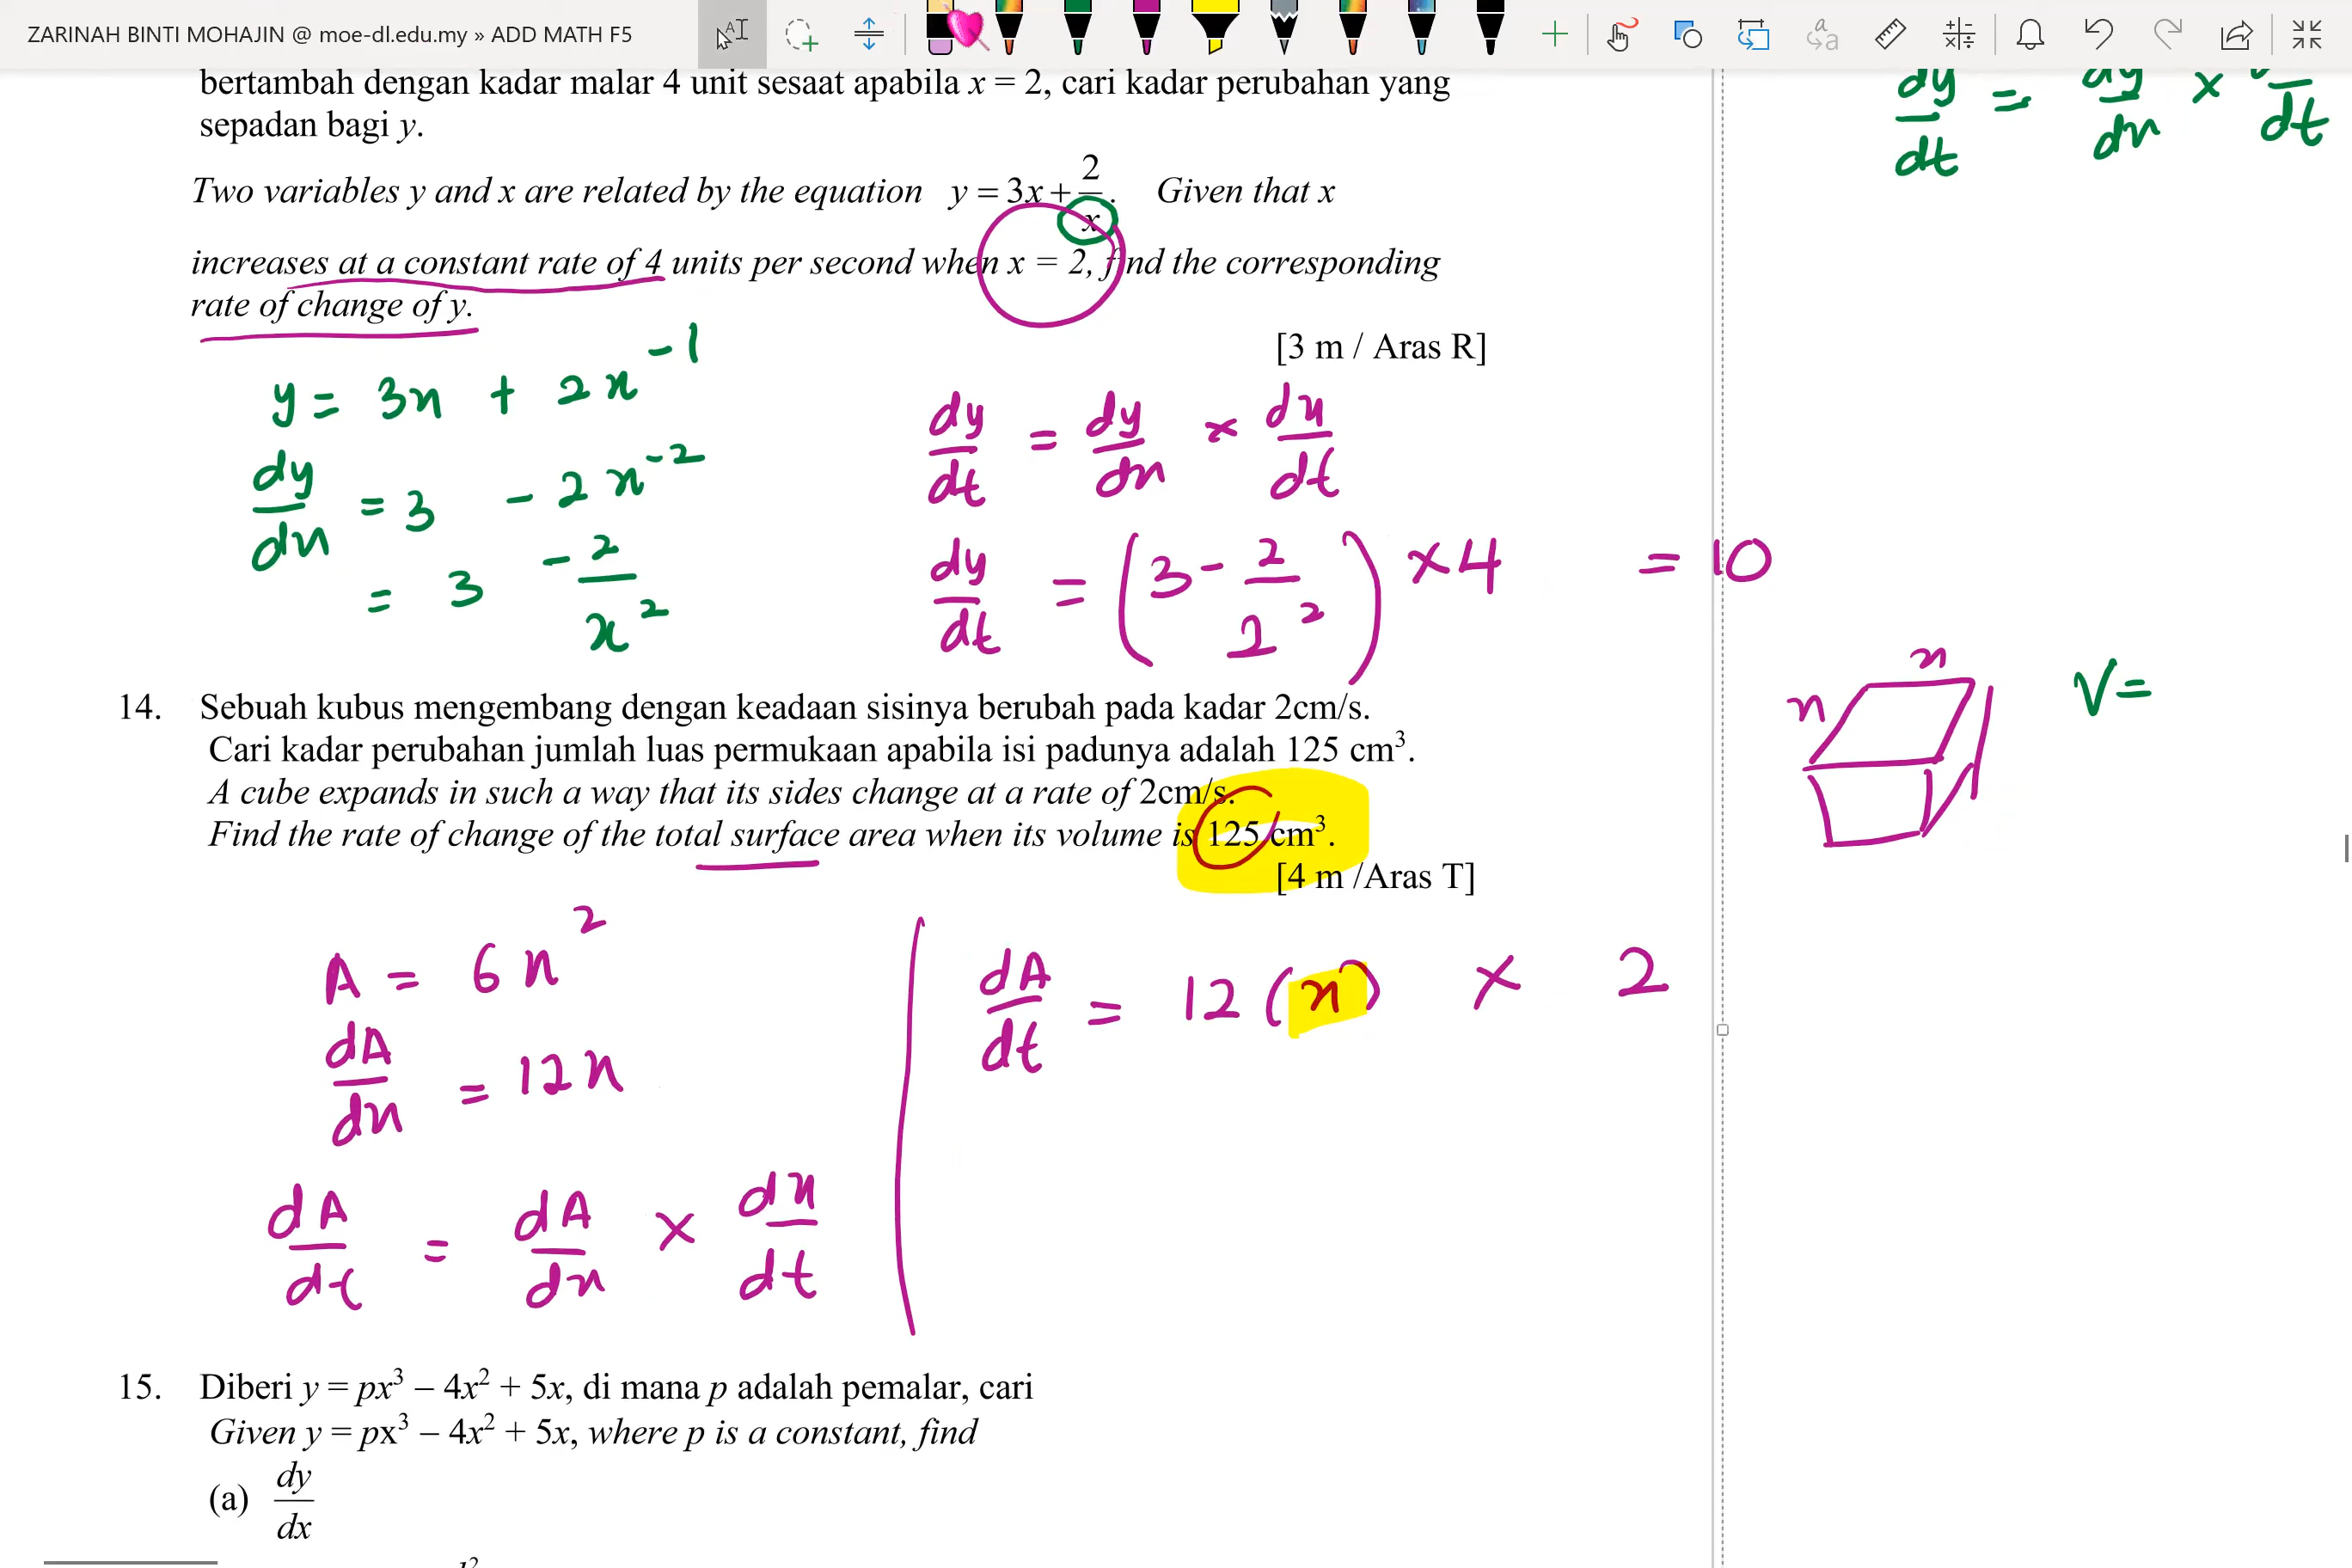 ZARINAH BINTI MOHAJIN @ moe-dl.edu.my » ADD MATH F5
bertambah dengan kadar malar 4 unit sesaat apabila x = 2, cari kadar perubahan yang
sepadan bagi y.
dy/dt = dy/dx × /dt
Two variables y and x are related by the equation y = 3x + 2/x. Given that x
increases at a constant rate of 4 units per second when x = 2, find the corresponding
rate of change of y.
[3 m / Aras R]
y = 3x + 2x⁻¹
dy/dx = 3 - 2x⁻²
= 3 - 2/x²
dy/dt = dy/dx × dx/dt
dy/dt = (3 - 2/2²) × 4 = 10
14. Sebuah kubus mengembang dengan keadaan sisinya berubah pada kadar 2cm/s.
Cari kadar perubahan jumlah luas permukaan apabila isi padunya adalah 125 cm³.
A cube expands in such a way that its sides change at a rate of 2cm/s.
Find the rate of change of the total surface area when its volume is 125 cm³.
[4 m /Aras T]
x
x
V =
A = 6x²
dA/dx = 12x
dA/dt = dA/dx × dx/dt
dA/dt = 12(x) × 2
15. Diberi y = px³ – 4x² + 5x, di mana p adalah pemalar, cari
Given y = px³ – 4x² + 5x, where p is a constant, find
(a) dy/dx